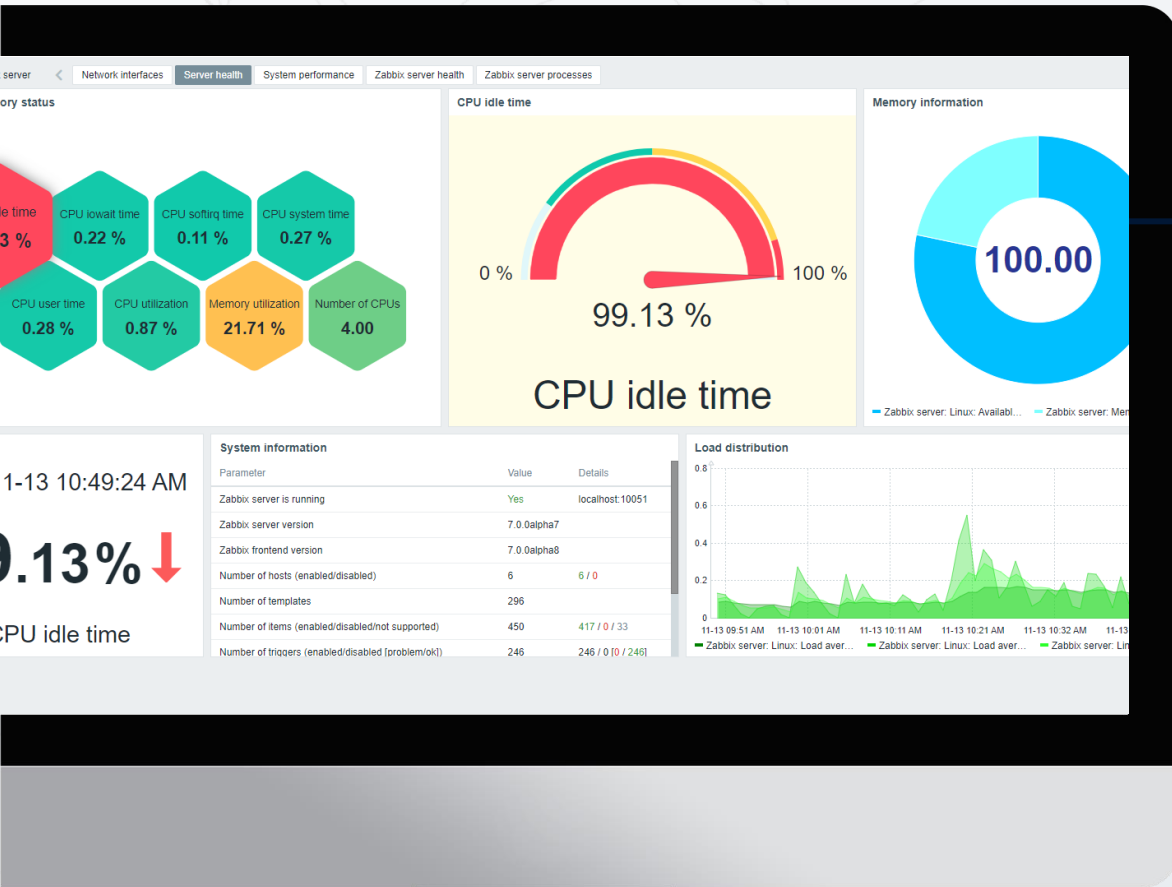 server
Network interfaces
Server health
System performance
Zabbix server health
Zabbix server processes
ory status
le time
3 %
CPU iowait time
0.22 %
CPU softirq time
0.11 %
CPU system time
0.27 %
CPU user time
0.28 %
CPU utilization
0.87 %
Memory utilization
21.71 %
Number of CPUs
4.00
CPU idle time
0 %
100 %
99.13 %
CPU idle time
Memory information
100.00
Zabbix server: Linux: Availabl...
Zabbix server: Mem
1-13 10:49:24 AM
9.13%
CPU idle time
System information
Parameter Value Details
Zabbix server is running Yes localhost:10051
Zabbix server version 7.0.0alpha7
Zabbix frontend version 7.0.0alpha8
Number of hosts (enabled/disabled) 6 6 / 0
Number of templates 296
Number of items (enabled/disabled/not supported) 450 417 / 0 / 33
Number of triggers (enabled/disabled [problem/ok]) 246 246 / 0 [0 / 246]
Load distribution
0.8
0.6
0.4
0.2
0
11-13 09:51 AM 11-13 10:01 AM 11-13 10:11 AM 11-13 10:21 AM 11-13 10:32 AM 11-13
Zabbix server: Linux: Load aver... Zabbix server: Linux: Load aver... Zabbix server: Lin